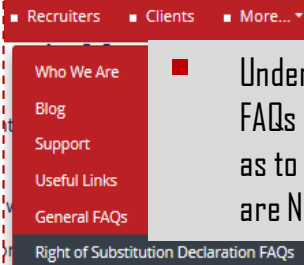 Recruiters Clients More...
Who We Are
Blog
Support
Useful Links
General FAQs
Right of Substitution Declaration FAQs
Under
FAQs
as to
are N